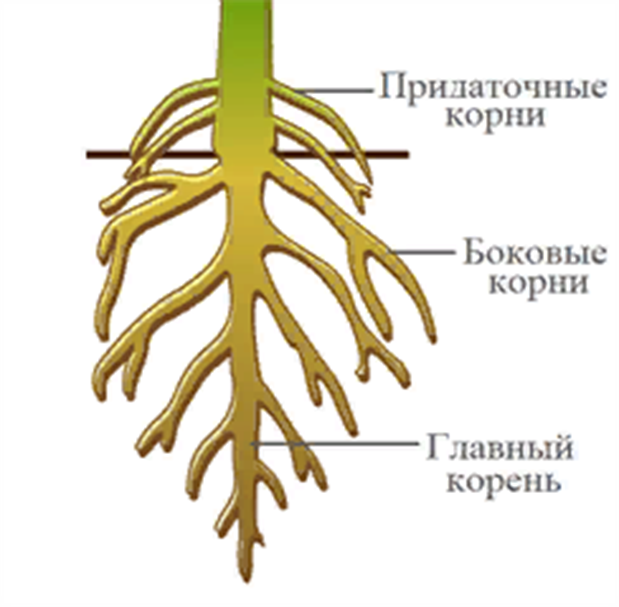 Придаточные
корни
Боковые
корни
Главный
корень